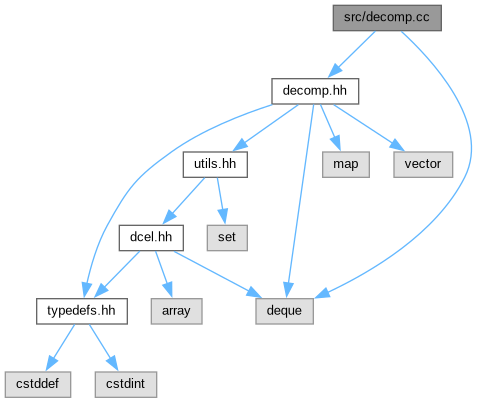 src/decomp.cc
decomp.hh
utils.hh
map
vector
dcel.hh
set
typedefs.hh
array
deque
cstddef
cstdint